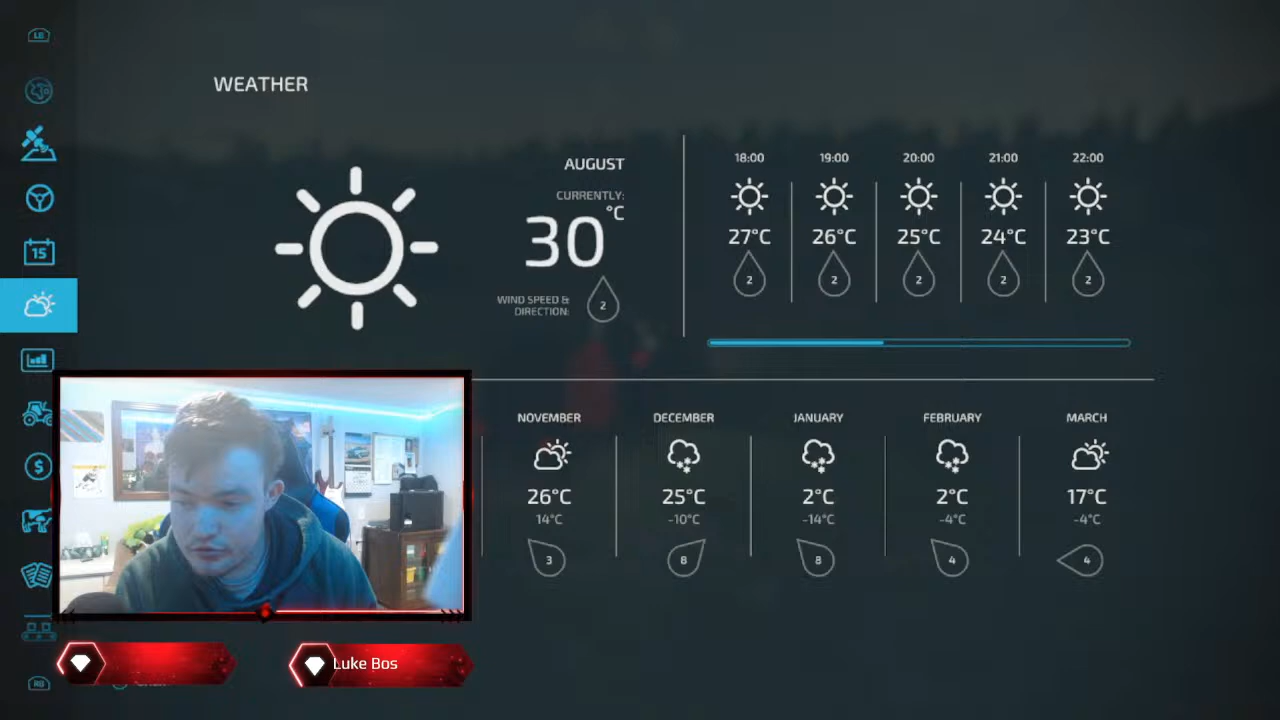 LB
WEATHER
AUGUST
CURRENTLY:
30 °C
WIND SPEED &
DIRECTION:
2
18:00 19:00 20:00 21:00 22:00
27°C 26°C 25°C 24°C 23°C
2 2 2 2 2
15
NOVEMBER DECEMBER JANUARY FEBRUARY MARCH
26°C 25°C 2°C 2°C 17°C
14°C -10°C -14°C -4°C -4°C
3 8 8 4 4
$
Luke Bos
RB